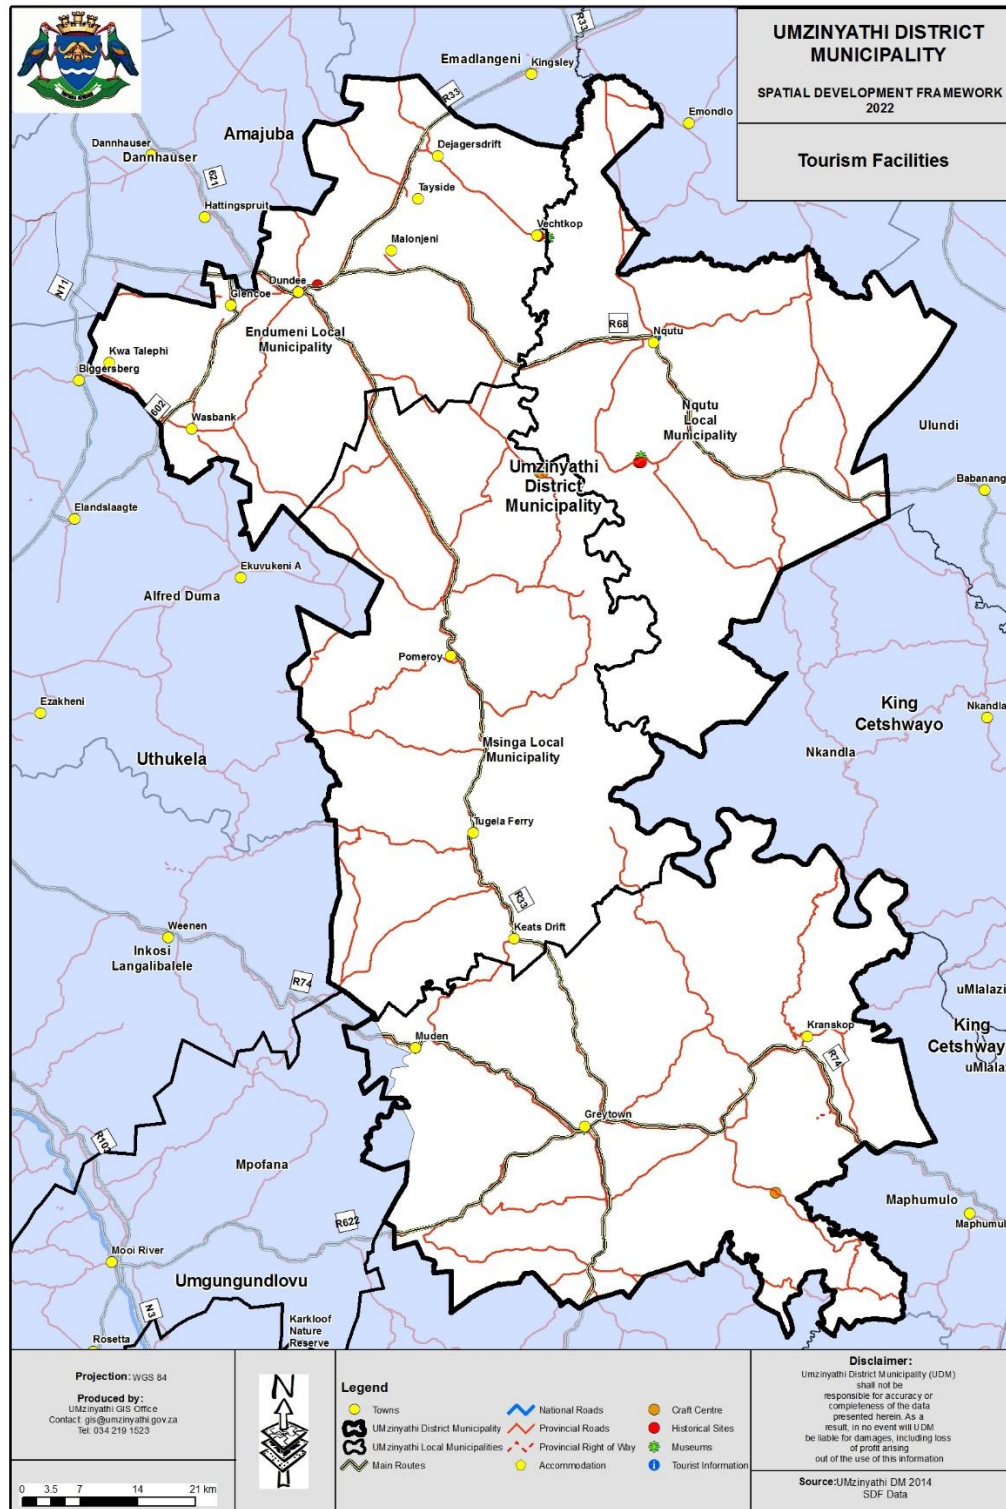 UMZINYATHI DISTRICT
MUNICIPALITY
SPATIAL DEVELOPMENT FRAMEWORK
2022
Tourism Facilities
R33
Emadlangeni
Kingsley
R33
Emondlo
Amajuba
Dannhauser
Dannhauser
621
Dejagersdrift
Tayside
Hattingspruit
Vechtkop
Malonjeni
N11
Dundee
Glencoe
Endumeni Local
Municipality
R68
Nqutu
Kwa Talephi
Biggersberg
602
Wasbank
Nqutu
Local
Municipality
Ulundi
Umzinyathi
District
Municipality
Babanang
Elandslaagte
Ekuvukeni A
Alfred Duma
Pomeroy
Ezakheni
King
Cetshwayo
Nkandla
Nkandla
Uthukela
Msinga Local
Municipality
Tugela Ferry
R33
Weenen
Keats Drift
Inkosi
Langalibalele
R74
uMlalazi
Kranskop
King
Cetshway
uMlalaz
Muden
R74
Greytown
R103
Mpofana
Maphumulo
Maphumul
R622
Mooi River
Umgungundlovu
N3
Karkloof
Nature
Reserve
Rosetta
Projection: WGS 84
Produced by:
UMzinyathi GIS Office
Contact: gis@umzinyathi.gov.za
Tel: 034 219 1523
0 3.5 7 14 21 km
N
Legend
Towns
UMzinyathi District Municipality
UMzinyathi Local Municipalities
Main Routes
National Roads
Provincial Roads
Provincial Right of Way
Accommodation
Craft Centre
Historical Sites
Museums
Tourist Information
Disclaimer:
Umzinyathi District Municipality (UDM)
shall not be
responsible for accuracy or
completeness of the data
presented herein. As a
result, in no event will UDM
be liable for damages, including loss
of profit arising
out of the use of this information
Source:UMzinyathi DM 2014
SDF Data